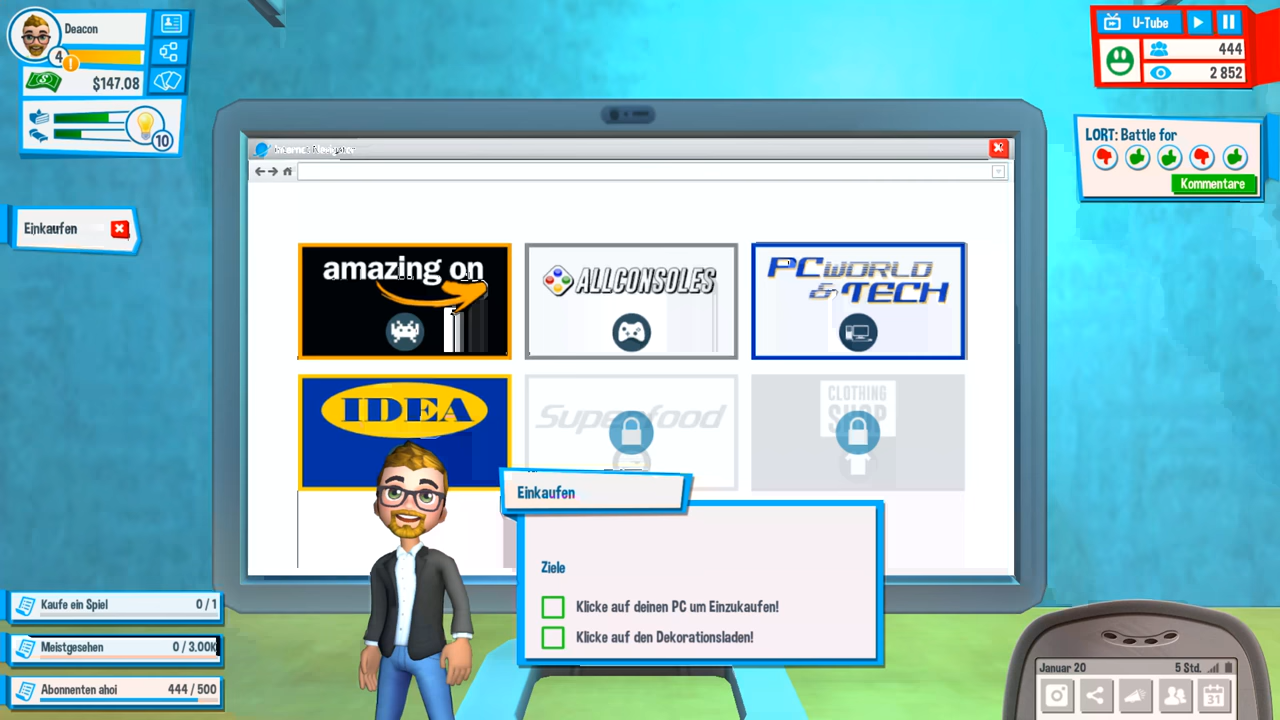 Deacon
4
!
$147.08
10
U-Tube
444
2 852
LORT: Battle for
Kommentare
Einkaufen
Internet Navigator
amazing on
ALLCONSOLES
PC WORLD
& TECH
IDEA
Superfood
CLOTHING
SHOP
Einkaufen
Ziele
Klicke auf deinen PC um Einzukaufen!
Klicke auf den Dekorationsladen!
Kaufe ein Spiel 0 / 1
Meistgesehen 0 / 3.00K
Abonnenten ahoi 444 / 500
Januar 20 5 Std.
31